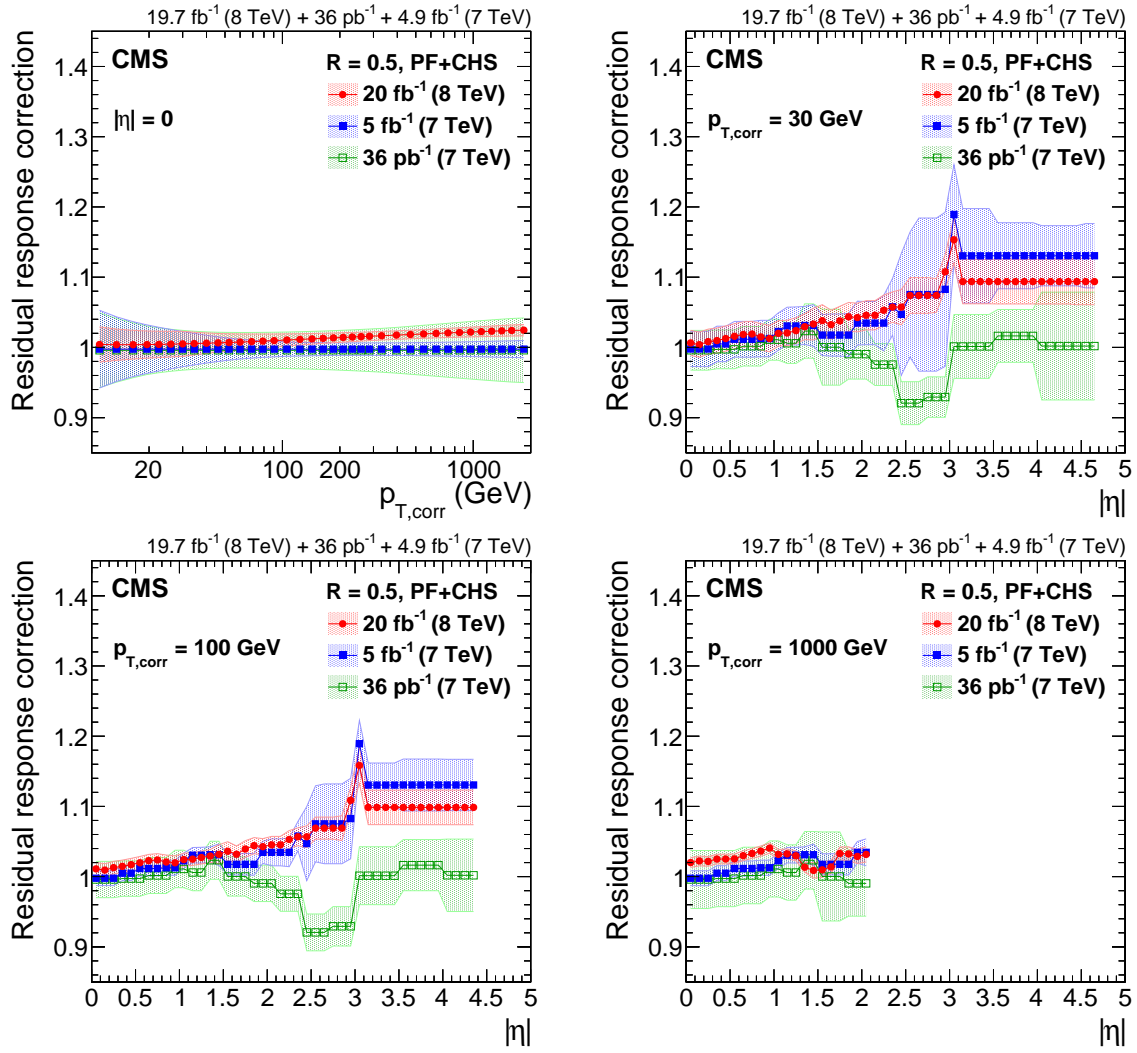 19.7 fb⁻¹ (8 TeV) + 36 pb⁻¹ + 4.9 fb⁻¹ (7 TeV)
CMS
R = 0.5, PF+CHS
|η| = 0
20 fb⁻¹ (8 TeV)
5 fb⁻¹ (7 TeV)
36 pb⁻¹ (7 TeV)
Residual response correction
1.4
1.3
1.2
1.1
1
0.9
20 100 200 1000
p_T,corr (GeV)
19.7 fb⁻¹ (8 TeV) + 36 pb⁻¹ + 4.9 fb⁻¹ (7 TeV)
CMS
R = 0.5, PF+CHS
p_T,corr = 30 GeV
20 fb⁻¹ (8 TeV)
5 fb⁻¹ (7 TeV)
36 pb⁻¹ (7 TeV)
Residual response correction
1.4
1.3
1.2
1.1
1
0.9
0 0.5 1 1.5 2 2.5 3 3.5 4 4.5 5
|η|
19.7 fb⁻¹ (8 TeV) + 36 pb⁻¹ + 4.9 fb⁻¹ (7 TeV)
CMS
R = 0.5, PF+CHS
p_T,corr = 100 GeV
20 fb⁻¹ (8 TeV)
5 fb⁻¹ (7 TeV)
36 pb⁻¹ (7 TeV)
Residual response correction
1.4
1.3
1.2
1.1
1
0.9
0 0.5 1 1.5 2 2.5 3 3.5 4 4.5 5
|η|
19.7 fb⁻¹ (8 TeV) + 36 pb⁻¹ + 4.9 fb⁻¹ (7 TeV)
CMS
R = 0.5, PF+CHS
p_T,corr = 1000 GeV
20 fb⁻¹ (8 TeV)
5 fb⁻¹ (7 TeV)
36 pb⁻¹ (7 TeV)
Residual response correction
1.4
1.3
1.2
1.1
1
0.9
0 0.5 1 1.5 2 2.5 3 3.5 4 4.5 5
|η|